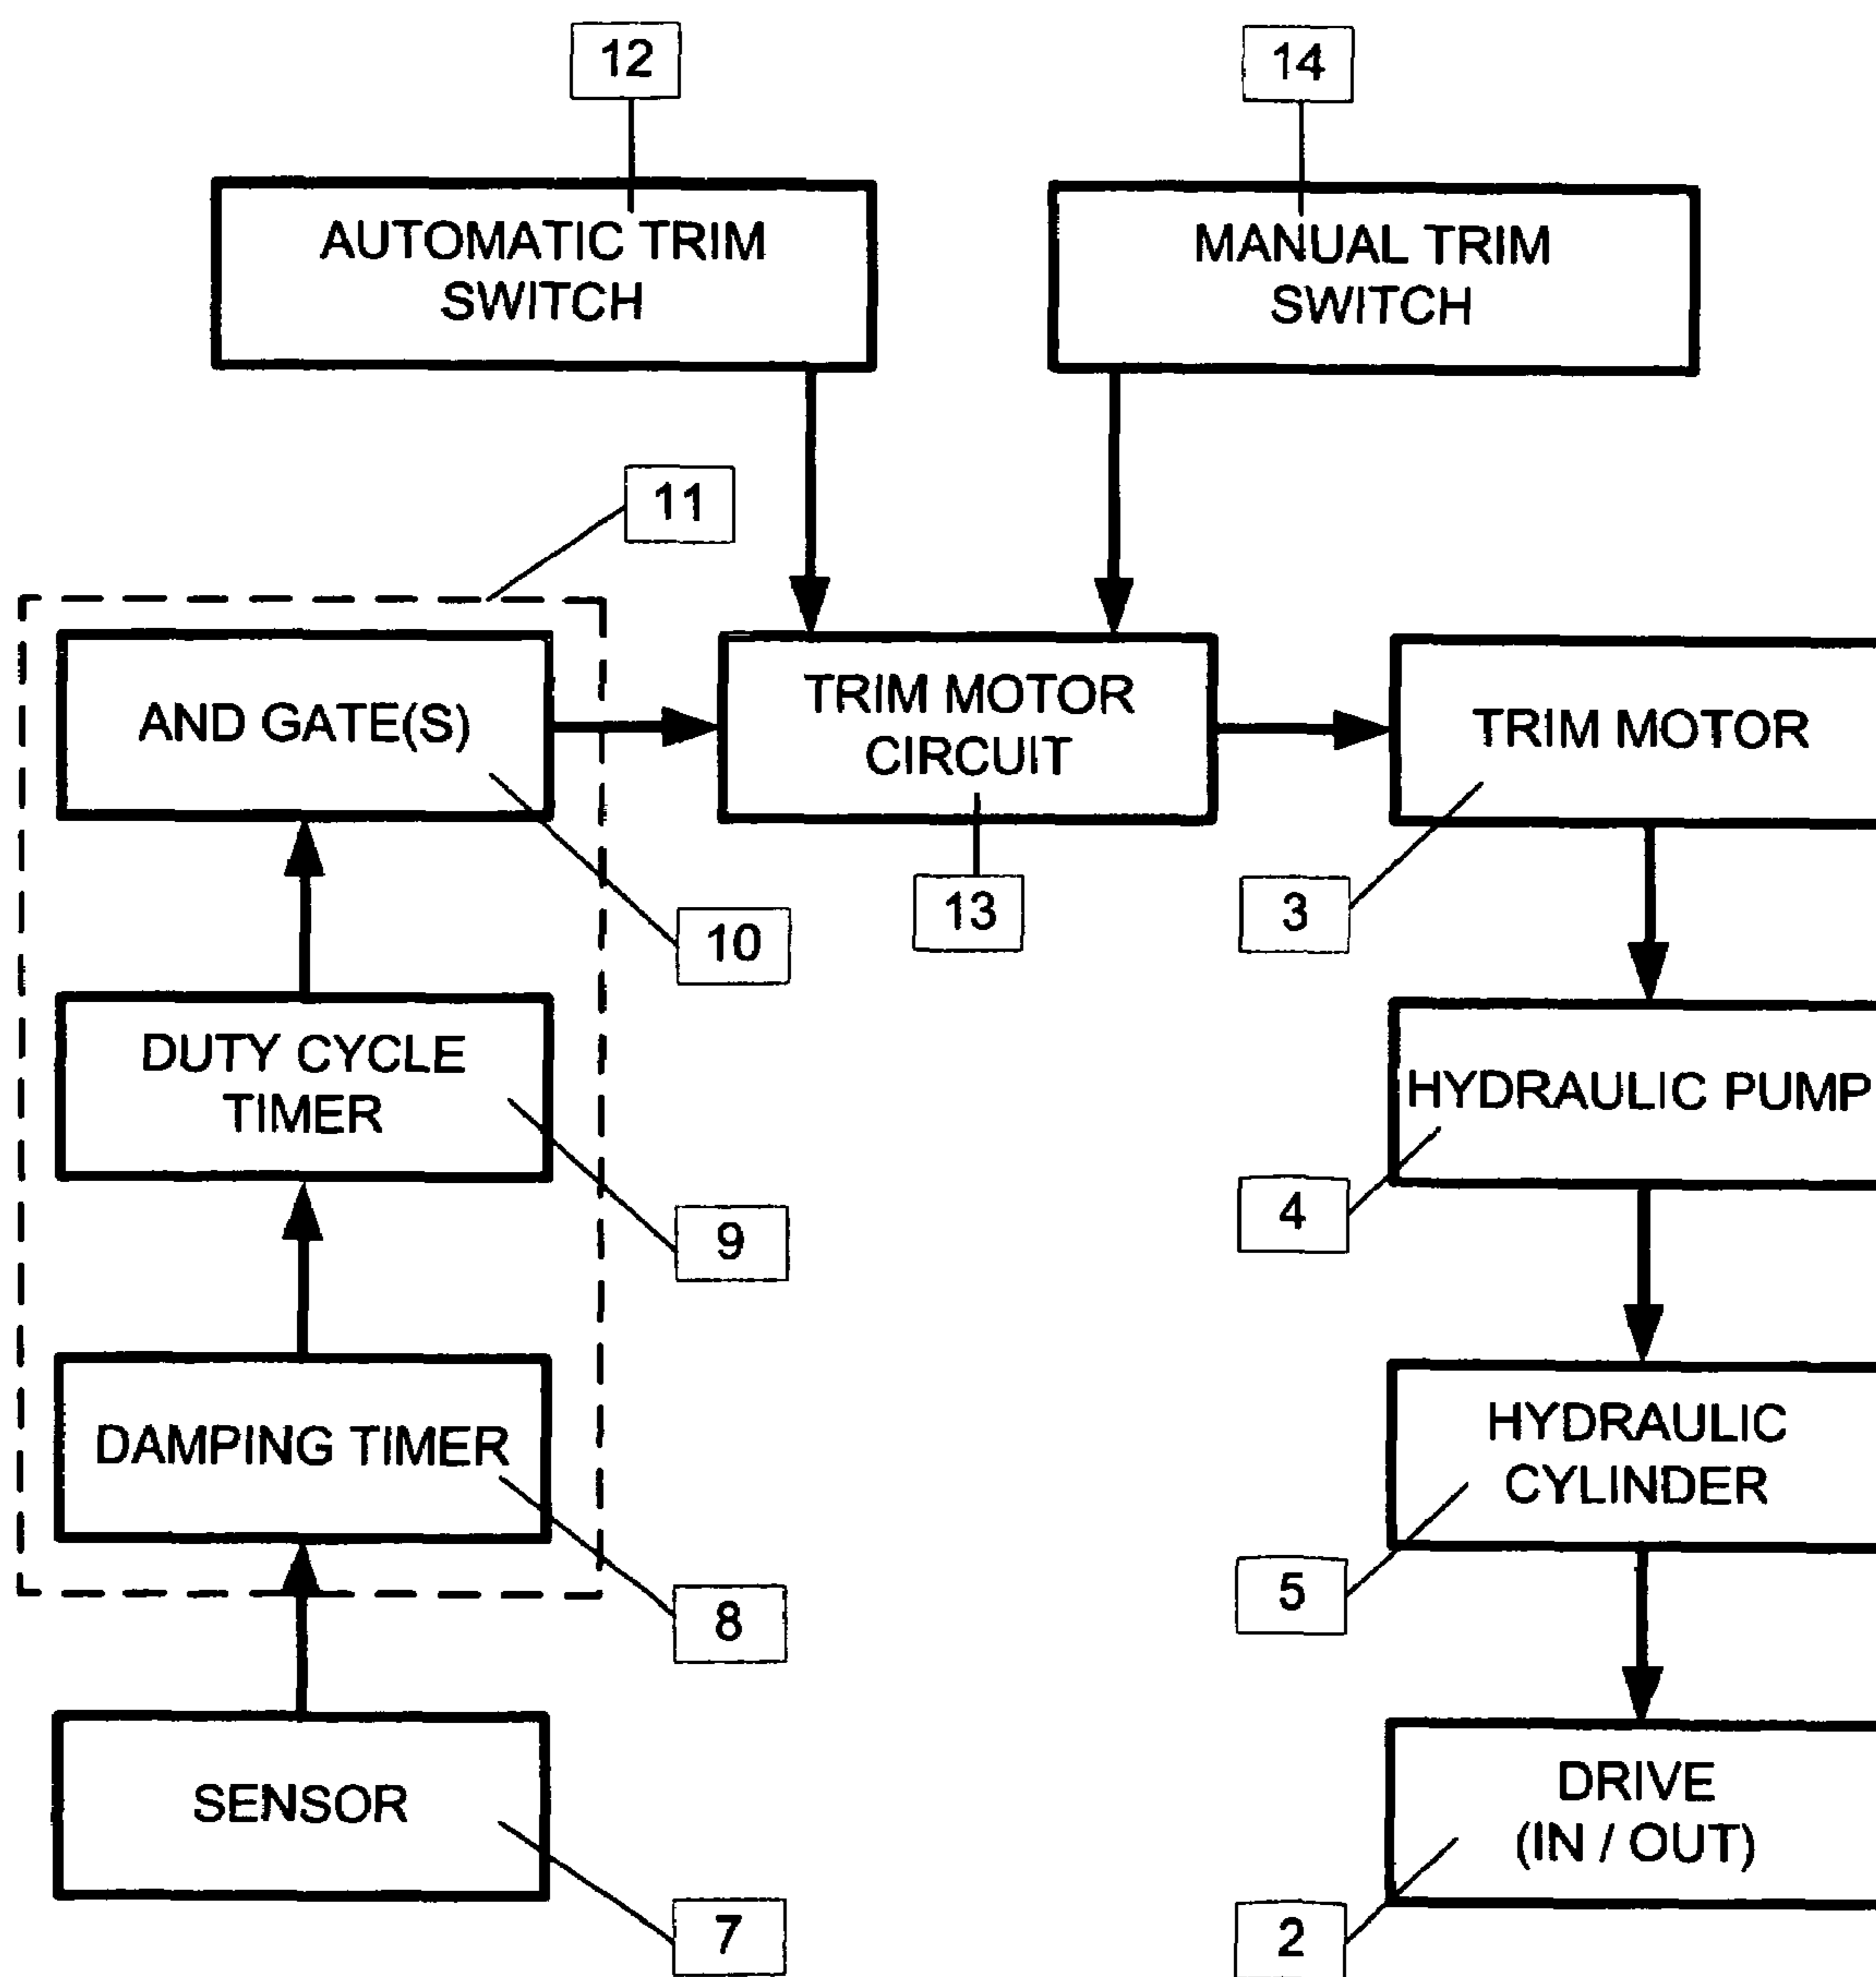 12
14
AUTOMATIC TRIM
SWITCH
MANUAL TRIM
SWITCH
11
AND GATE(S)
TRIM MOTOR
CIRCUIT
TRIM MOTOR
10
13
3
DUTY CYCLE
TIMER
HYDRAULIC PUMP
9
4
DAMPING TIMER
HYDRAULIC
CYLINDER
8
5
SENSOR
DRIVE
(IN / OUT)
7
2